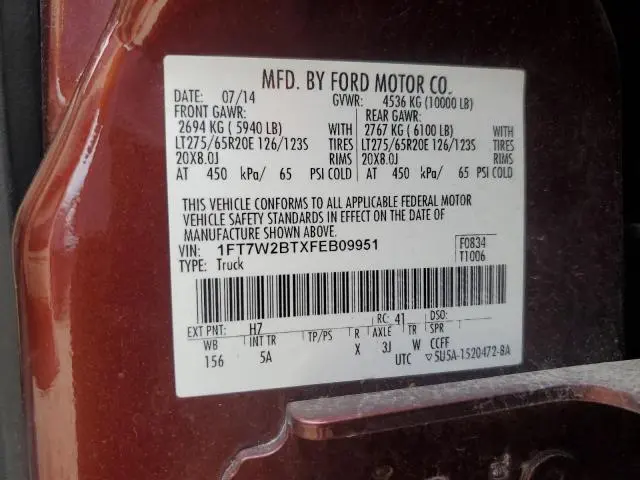 MFD. BY FORD MOTOR CO.
DATE: 07/14 GVWR: 4536 KG (10000 LB)
FRONT GAWR: REAR GAWR:
2694 KG ( 5940 LB) WITH 2767 KG ( 6100 LB) WITH
LT275/65R20E 126/123S TIRES LT275/65R20E 126/123S TIRES
20X8.0J RIMS 20X8.0J RIMS
AT 450 kPa/ 65 PSI COLD AT 450 kPa/ 65 PSI COLD
THIS VEHICLE CONFORMS TO ALL APPLICABLE FEDERAL MOTOR
VEHICLE SAFETY STANDARDS IN EFFECT ON THE DATE OF
MANUFACTURE SHOWN ABOVE.
VIN: 1FT7W2BTXFEB09951 F0834
TYPE: Truck T1006
EXT PNT: H7 RC: 41 DSO:
WB INT TR TP/PS R AXLE TR SPR
156 5A X 3J W CCFF
UTC ▽5U5A-1520472-BA